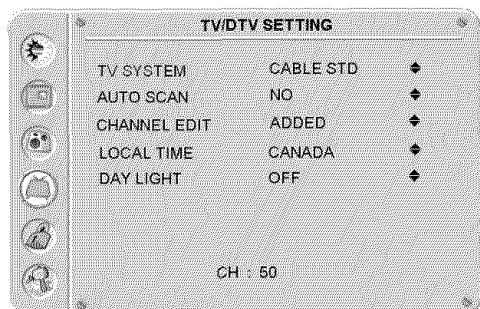 TV/DTV SETTING
TV SYSTEM CABLE STD
AUTO SCAN NO
CHANNEL EDIT ADDED
LOCAL TIME CANADA
DAY LIGHT OFF
CH : 50